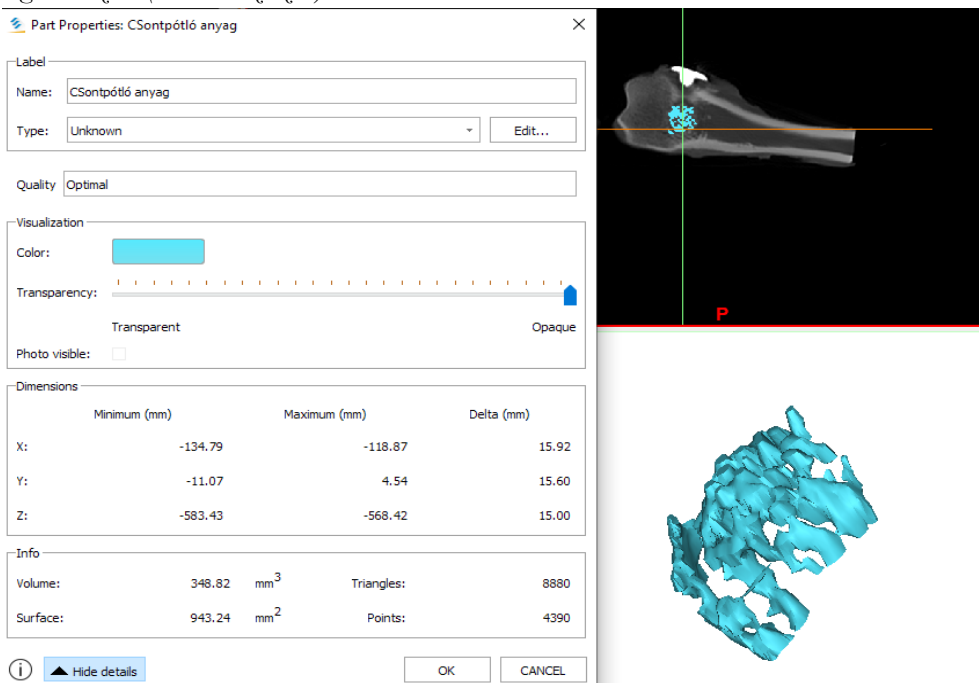 Part Properties: CSontpótló anyag
Label
Name: CSontpótló anyag
Type: Unknown Edit...
Quality Optimal
Visualization
Color:
Transparency:
Transparent Opaque
Photo visible:
Dimensions
Minimum (mm) Maximum (mm) Delta (mm)
X: -134.79 -118.87 15.92
Y: -11.07 4.54 15.60
Z: -583.43 -568.42 15.00
Info
Volume: 348.82 mm3 Triangles: 8880
Surface: 943.24 mm2 Points: 4390
Hide details OK CANCEL
P